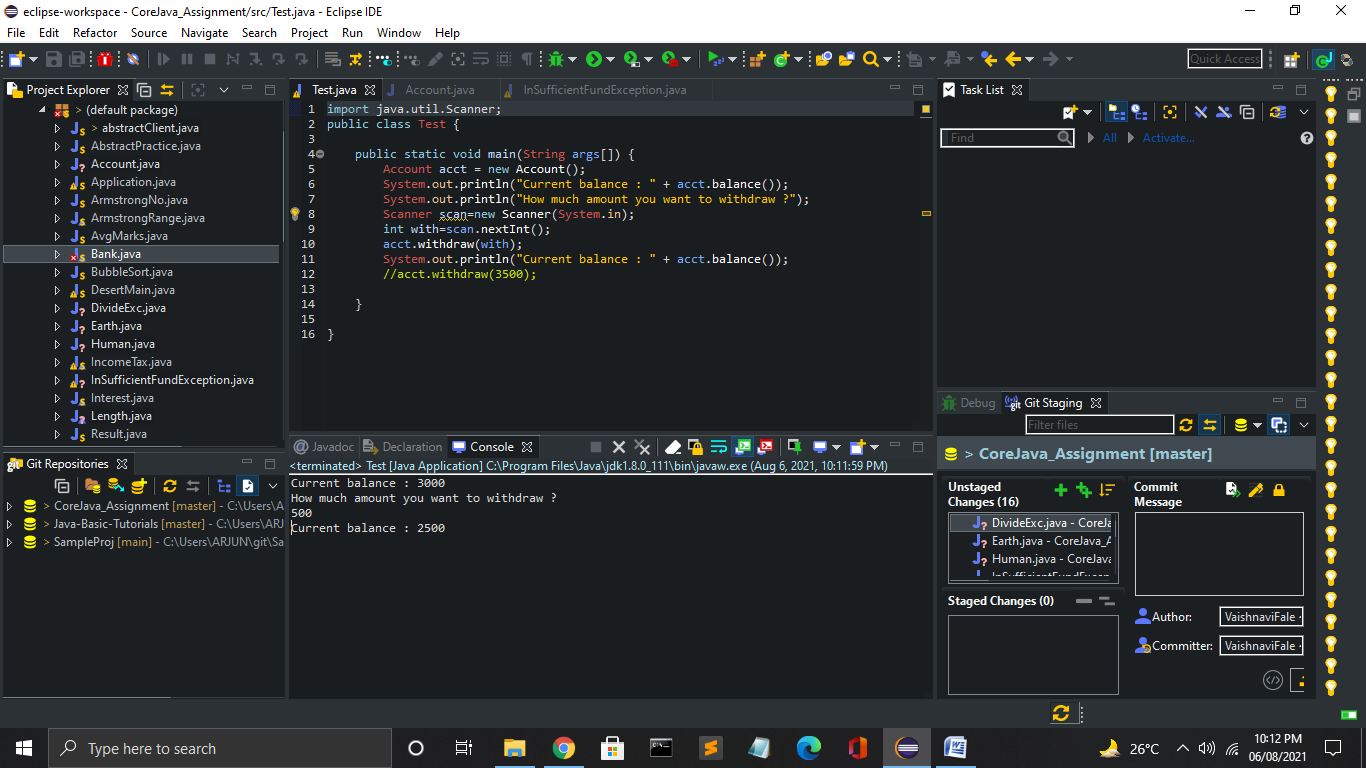 eclipse-workspace - CoreJava_Assignment/src/Test.java - Eclipse IDE
File Edit Refactor Source Navigate Search Project Run Window Help
Quick Access
Project Explorer
> (default package)
> abstractClient.java
AbstractPractice.java
Account.java
Application.java
ArmstrongNo.java
ArmstrongRange.java
AvgMarks.java
Bank.java
BubbleSort.java
DesertMain.java
DivideExc.java
Earth.java
Human.java
IncomeTax.java
InSufficientFundException.java
Interest.java
Length.java
Result.java
Git Repositories
> CoreJava_Assignment [master] - C:\Users\A
> Java-Basic-Tutorials [master] - C:\Users\ARJ
> SampleProj [main] - C:\Users\ARJUN\git\Sa
Test.java Account.java InSufficientFundException.java
1 import java.util.Scanner;
2 public class Test {
3
4 public static void main(String args[]) {
5 Account acct = new Account();
6 System.out.println("Current balance : " + acct.balance());
7 System.out.println("How much amount you want to withdraw ?");
8 Scanner scan=new Scanner(System.in);
9 int with=scan.nextInt();
10 acct.withdraw(with);
11 System.out.println("Current balance : " + acct.balance());
12 //acct.withdraw(3500);
13
14 }
15
16 }
Javadoc Declaration Console
<terminated> Test [Java Application] C:\Program Files\Java\jdk1.8.0_111\bin\javaw.exe (Aug 6, 2021, 10:11:59 PM)
Current balance : 3000
How much amount you want to withdraw ?
500
Current balance : 2500
Task List
Find All Activate...
Debug Git Staging
Filter files
> CoreJava_Assignment [master]
Unstaged
Changes (16)
DivideExc.java - CoreJa
Earth.java - CoreJava_A
Human.java - CoreJava
Staged Changes (0)
Commit
Message
Author: VaishnaviFale
Committer: VaishnaviFale
Type here to search
26°C
10:12 PM
06/08/2021